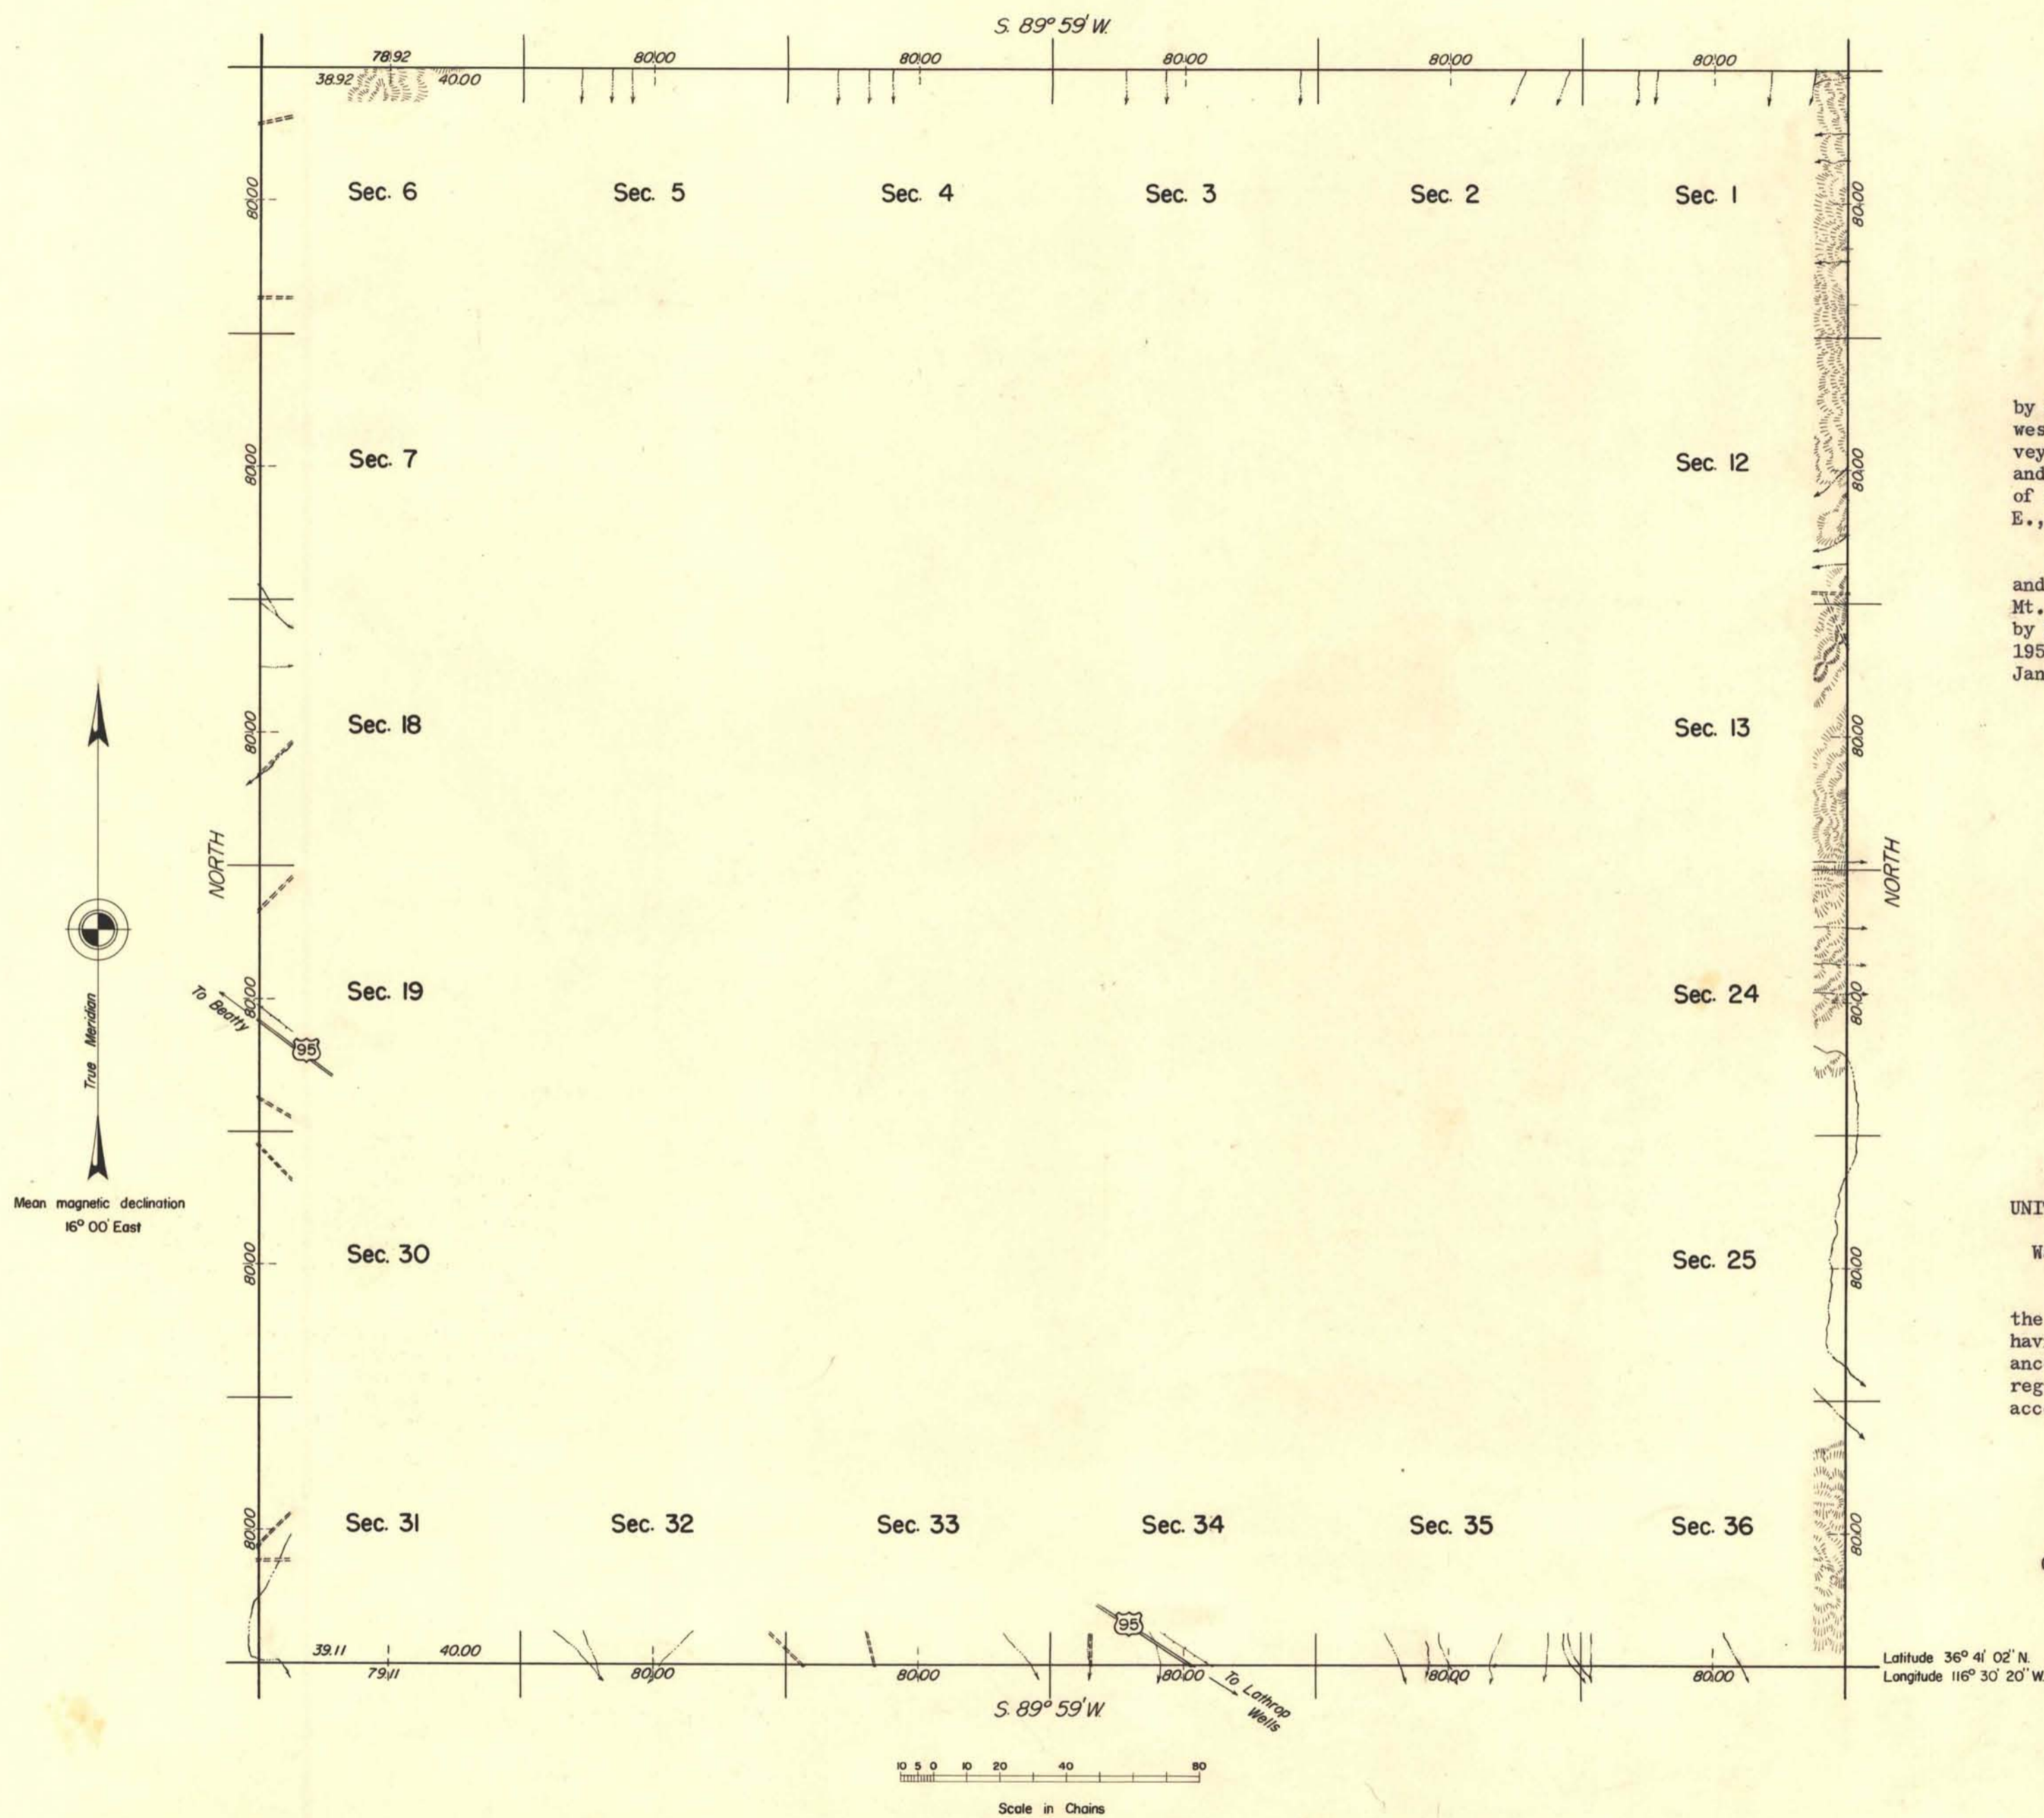 S. 89° 59' W.
78.92 80.00 80.00 80.00 80.00 80.00
38.92 40.00
80.00 Sec. 6 Sec. 5 Sec. 4 Sec. 3 Sec. 2 Sec. 1 80.00
by
wes
vey
and
of
E.,
80.00 Sec. 7 Sec. 12 80.00
and
Mt.
by
195
Jan
80.00 Sec. 18 Sec. 13 80.00
NORTH NORTH
80.00 Sec. 19 Sec. 24 80.00
To Beatty
95
True Meridian
Mean magnetic declination
16° 00' East
UNI
W
80.00 Sec. 30 Sec. 25 80.00
the
hav
anc
reg
acc
80.00 Sec. 31 Sec. 32 Sec. 33 Sec. 34 Sec. 35 Sec. 36 80.00
95
39.11 40.00
79.11 80.00 80.00 80.00 80.00 80.00
Latitude 36° 41' 02" N.
Longitude 116° 30' 20" W.
To Lathrop
Wells
S. 89° 59' W.
10 5 0 10 20 40 80
Scale in Chains